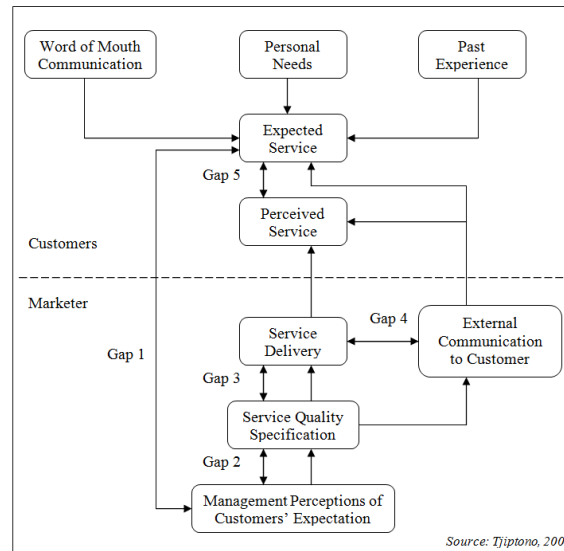 Word of Mouth
Communication
Personal
Needs
Past
Experience
Expected
Service
Gap 5
Perceived
Service
Customers
Marketer
Gap 1
Service
Delivery
Gap 4
External
Communication
to Customer
Gap 3
Service Quality
Specification
Gap 2
Management Perceptions of
Customers' Expectation
Source: Tjiptono, 200